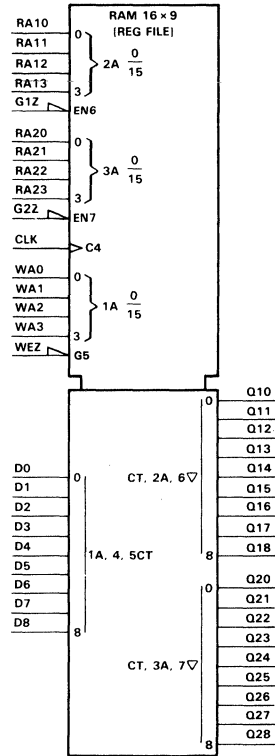 RAM 16 × 9
(REG FILE)
RA10 0
RA11
RA12 2A 0/15
RA13 3
G1Z EN6
RA20 0
RA21
RA22 3A 0/15
RA23 3
G2Z EN7
CLK C4
WA0 0
WA1
WA2 1A 0/15
WA3 3
WEZ G5
0 Q10
Q11
Q12
Q13
D0 0 CT, 2A, 6▽ Q14
D1 Q15
D2 Q16
D3 Q17
D4 1A, 4, 5CT 8 Q18
D5 0 Q20
D6 Q21
D7 Q22
D8 8 Q23
CT, 3A, 7▽ Q24
Q25
Q26
Q27
8 Q28